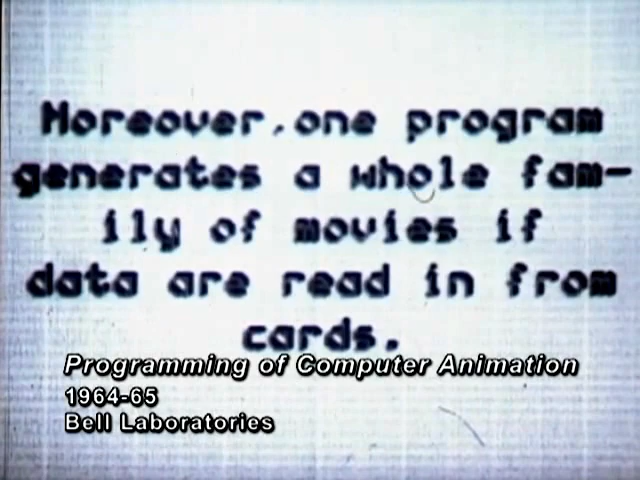 Moreover, one program
generates a whole fam-
ily of movies if
data are read in from
cards.
Programming of Computer Animation
1964-65
Bell Laboratories